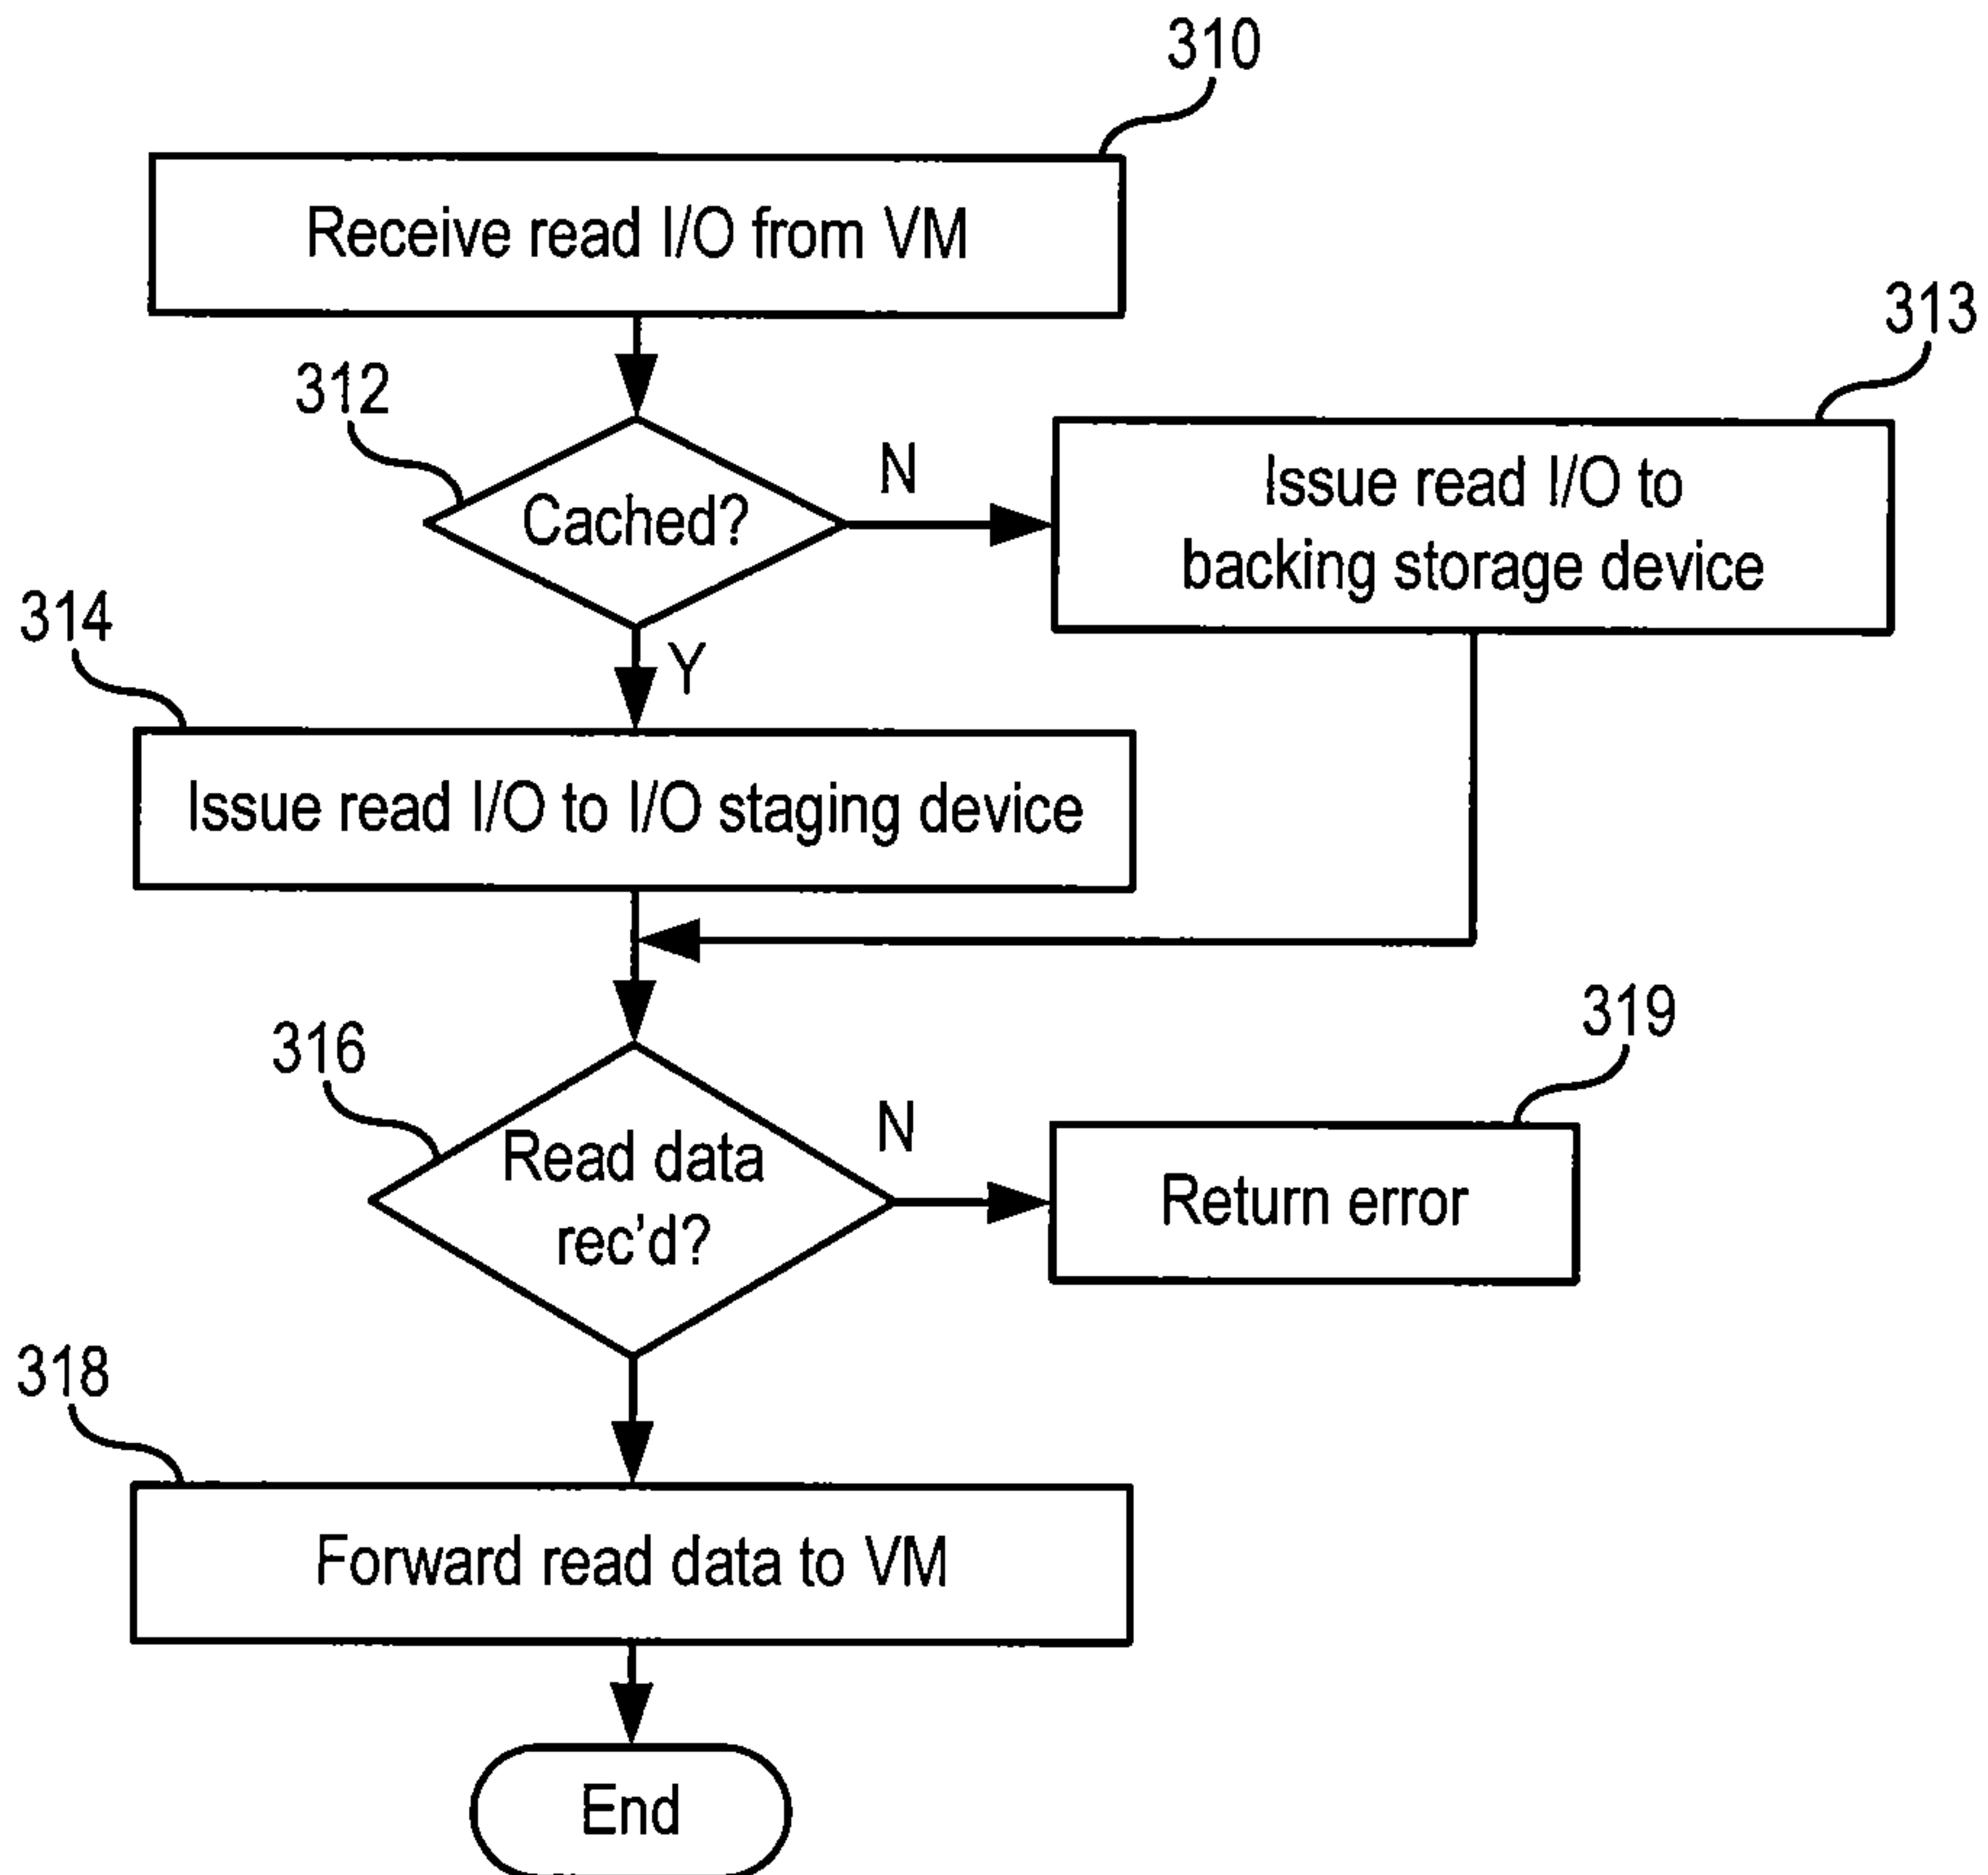 310
Receive read I/O from VM
313
312
Cached?
N
Issue read I/O to
backing storage device
314
Y
Issue read I/O to I/O staging device
316
Read data
rec'd?
N
319
Return error
318
Forward read data to VM
End